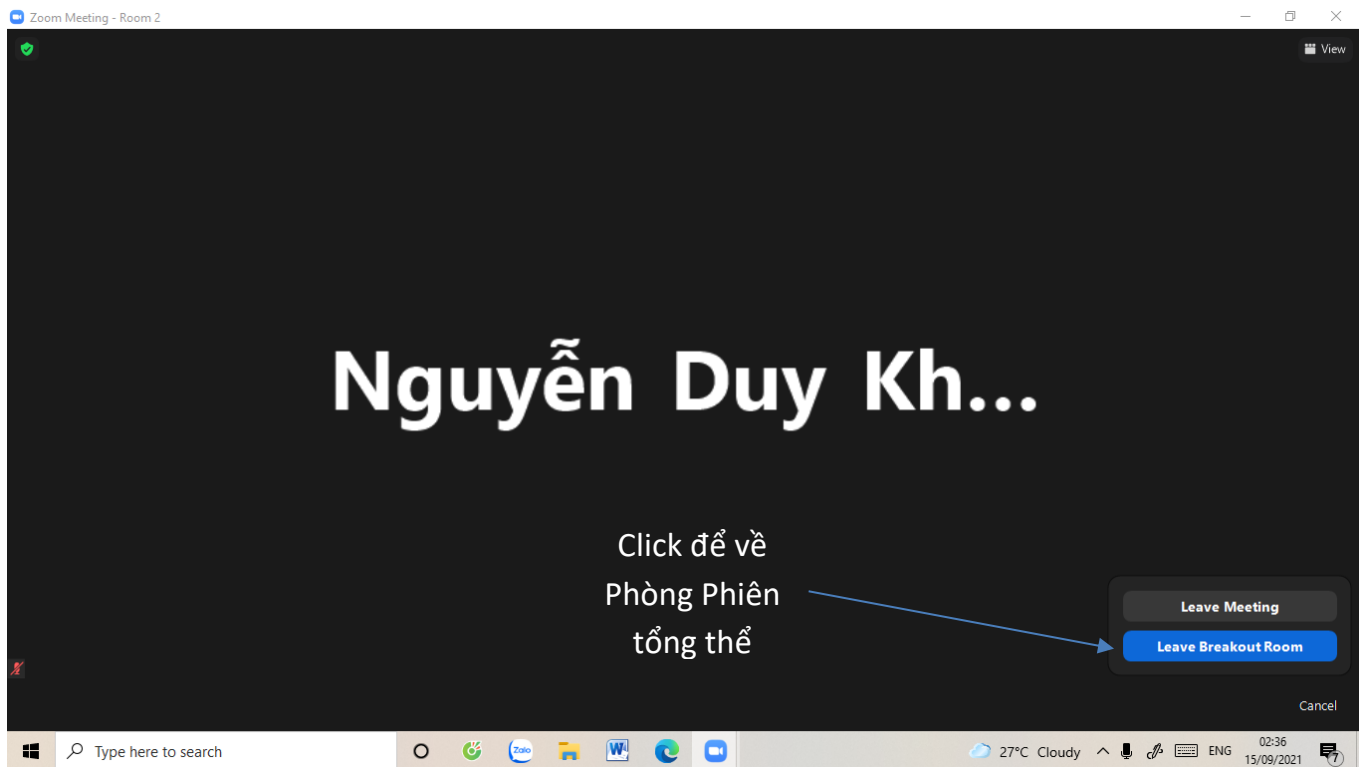 Zoom Meeting - Room 2
View
Nguyễn Duy Kh...
Click để về
Phòng Phiên
tổng thể
Leave Meeting
Leave Breakout Room
Cancel
Type here to search
Zalo
W
27°C Cloudy
ENG
02:36
15/09/2021
7